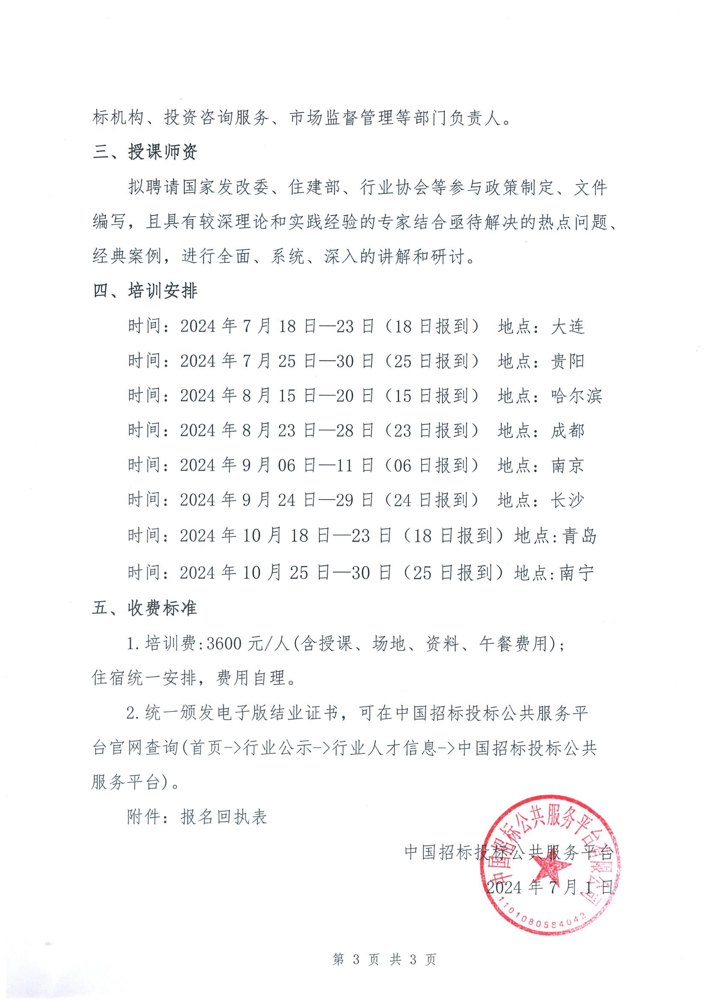 标机构、投资咨询服务、市场监督管理等部门负责人。
三、授课师资
拟聘请国家发改委、住建部、行业协会等参与政策制定、文件
编写，且具有较深理论和实践经验的专家结合亟待解决的热点问题、
经典案例，进行全面、系统、深入的讲解和研讨。
四、培训安排
时间：2024 年 7 月 18 日—23 日（18 日报到） 地点：大连
时间：2024 年 7 月 25 日—30 日（25 日报到） 地点：贵阳
时间：2024 年 8 月 15 日—20 日（15 日报到） 地点：哈尔滨
时间：2024 年 8 月 23 日—28 日（23 日报到） 地点：成都
时间：2024 年 9 月 06 日—11 日（06 日报到） 地点：南京
时间：2024 年 9 月 24 日—29 日（24 日报到） 地点：长沙
时间：2024 年 10 月 18 日—23 日（18 日报到）地点:青岛
时间：2024 年 10 月 25 日—30 日（25 日报到）地点:南宁
五、收费标准
1.培训费:3600 元/人(含授课、场地、资料、午餐费用)；
住宿统一安排，费用自理。
2.统一颁发电子版结业证书，可在中国招标投标公共服务平
台官网查询(首页->行业公示->行业人才信息->中国招标投标公共
服务平台)。
附件：报名回执表
中国招标投标公共服务平台
2024 年 7 月 1 日
中国招标公共服务平台有限公司
1101080584042
第 3 页 共 3 页